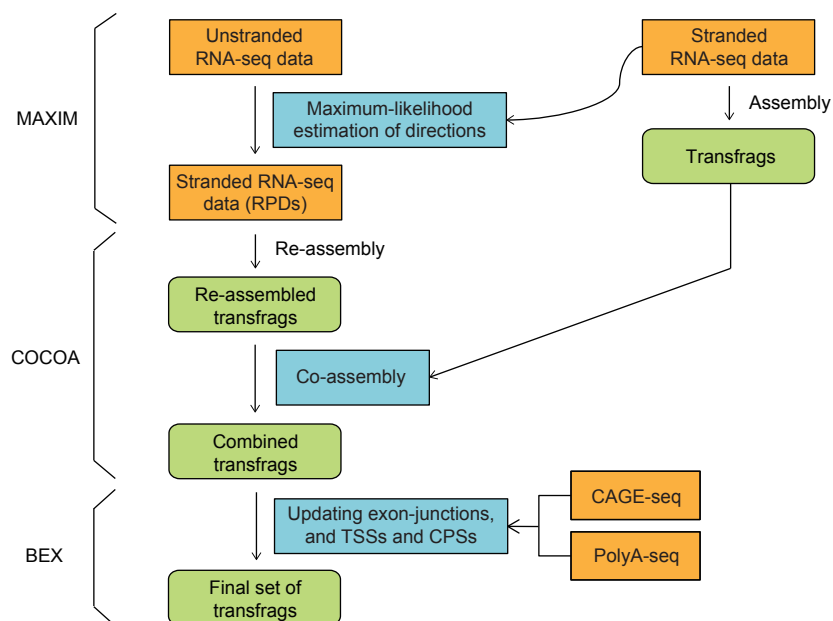 Unstranded
RNA-seq data
Stranded
RNA-seq data
MAXIM
Maximum-likelihood
estimation of directions
Assembly
Transfrags
Stranded RNA-seq
data (RPDs)
Re-assembly
Re-assembled
transfrags
COCOA
Co-assembly
Combined
transfrags
CAGE-seq
Updating exon-junctions,
and TSSs and CPSs
BEX
PolyA-seq
Final set of
transfrags